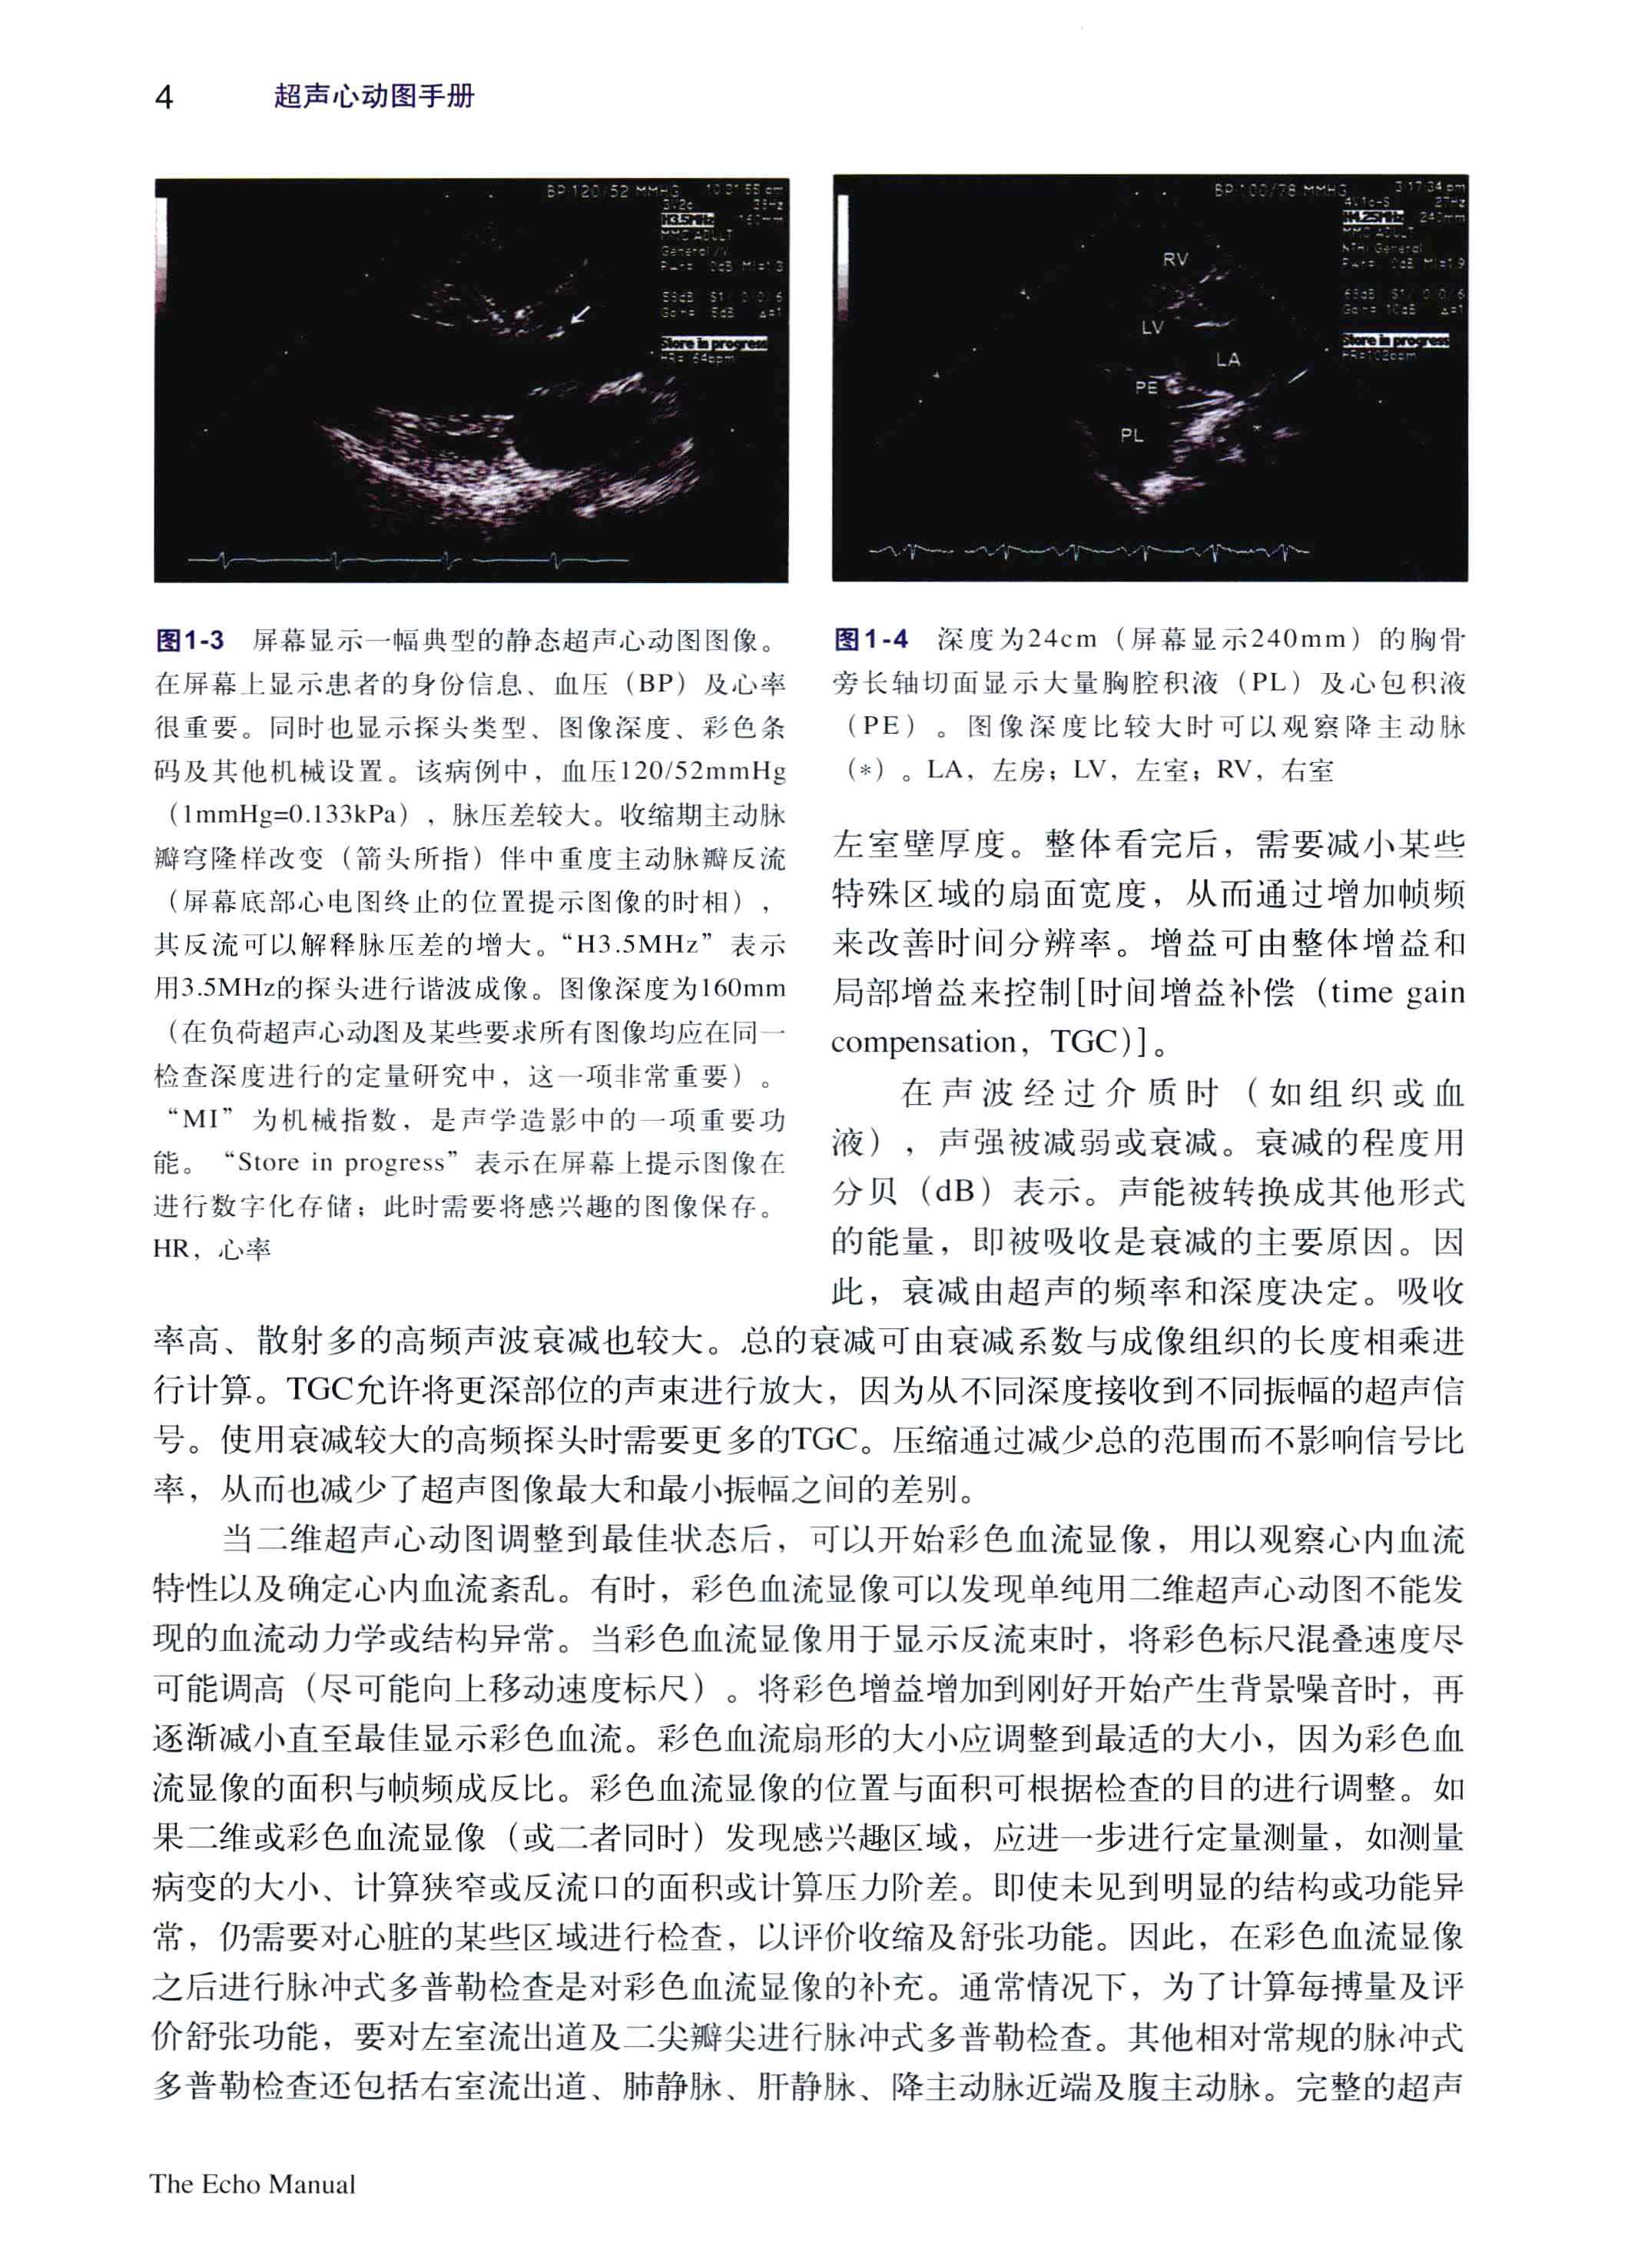 4 超声心动图手册
BP 120/52 MMHG
H3.5MHz
MMC ADULT
General
Store in progress
BP 100/78 MMHG 3:17:34 pm
4V1c-S 27Hz
H4.25MHz 240mm
MMC ADULT
NTHI General
Store in progress
HR=102bpm
RV
LV
LA
PE
PL
*
图1-3 屏幕显示一幅典型的静态超声心动图图像。
在屏幕上显示患者的身份信息、血压（BP）及心率
很重要。同时也显示探头类型、图像深度、彩色条
码及其他机械设置。该病例中，血压120/52mmHg
（1mmHg=0.133kPa），脉压差较大。收缩期主动脉
瓣穹隆样改变（箭头所指）伴中重度主动脉瓣反流
（屏幕底部心电图终止的位置提示图像的时相），
其反流可以解释脉压差的增大。“H3.5MHz”表示
用3.5MHz的探头进行谐波成像。图像深度为160mm
（在负荷超声心动图及某些要求所有图像均应在同一
检查深度进行的定量研究中，这一项非常重要）。
“MI”为机械指数，是声学造影中的一项重要功
能。“Store in progress”表示在屏幕上提示图像在
进行数字化存储；此时需要将感兴趣的图像保存。
HR，心率
图1-4 深度为24cm（屏幕显示240mm）的胸骨
旁长轴切面显示大量胸腔积液（PL）及心包积液
（PE）。图像深度比较大时可以观察降主动脉
（*）。LA，左房；LV，左室；RV，右室
左室壁厚度。整体看完后，需要减小某些
特殊区域的扇面宽度，从而通过增加帧频
来改善时间分辨率。增益可由整体增益和
局部增益来控制[时间增益补偿（time gain
compensation，TGC)]。
在声波经过介质时（如组织或血
液），声强被减弱或衰减。衰减的程度用
分贝（dB）表示。声能被转换成其他形式
的能量，即被吸收是衰减的主要原因。因
此，衰减由超声的频率和深度决定。吸收
率高、散射多的高频声波衰减也较大。总的衰减可由衰减系数与成像组织的长度相乘进
行计算。TGC允许将更深部位的声束进行放大，因为从不同深度接收到不同振幅的超声信
号。使用衰减较大的高频探头时需要更多的TGC。压缩通过减少总的范围而不影响信号比
率，从而也减少了超声图像最大和最小振幅之间的差别。
当二维超声心动图调整到最佳状态后，可以开始彩色血流显像，用以观察心内血流
特性以及确定心内血流紊乱。有时，彩色血流显像可以发现单纯用二维超声心动图不能发
现的血流动力学或结构异常。当彩色血流显像用于显示反流束时，将彩色标尺混叠速度尽
可能调高（尽可能向上移动速度标尺）。将彩色增益增加到刚好开始产生背景噪音时，再
逐渐减小直至最佳显示彩色血流。彩色血流扇形的大小应调整到最适的大小，因为彩色血
流显像的面积与帧频成反比。彩色血流显像的位置与面积可根据检查的目的进行调整。如
果二维或彩色血流显像（或二者同时）发现感兴趣区域，应进一步进行定量测量，如测量
病变的大小、计算狭窄或反流口的面积或计算压力阶差。即使未见到明显的结构或功能异
常，仍需要对心脏的某些区域进行检查，以评价收缩及舒张功能。因此，在彩色血流显像
之后进行脉冲式多普勒检查是对彩色血流显像的补充。通常情况下，为了计算每搏量及评
价舒张功能，要对左室流出道及二尖瓣尖进行脉冲式多普勒检查。其他相对常规的脉冲式
多普勒检查还包括右室流出道、肺静脉、肝静脉、降主动脉近端及腹主动脉。完整的超声
The Echo Manual